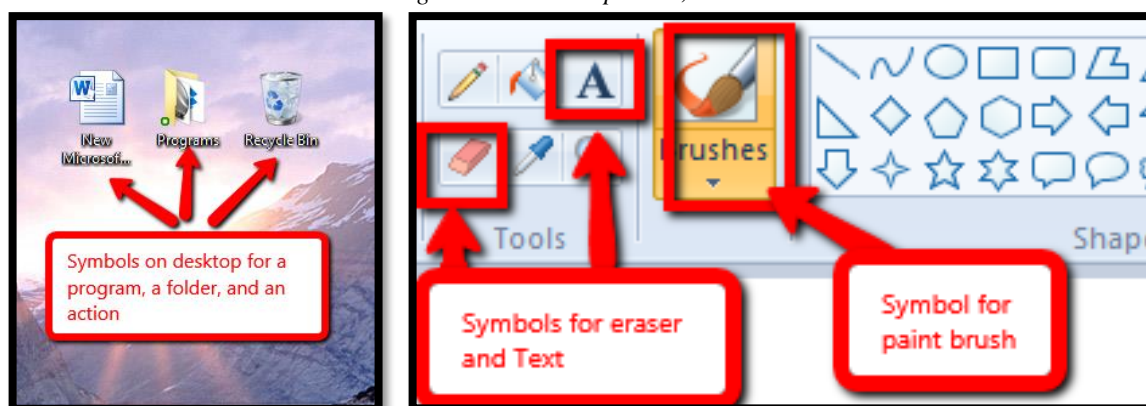 W
New
Microsof...
Programs
Recycle Bin
Symbols on desktop for a
program, a folder, and an
action
A
Brushes
Tools
Shap
Symbols for eraser
and Text
Symbol for
paint brush